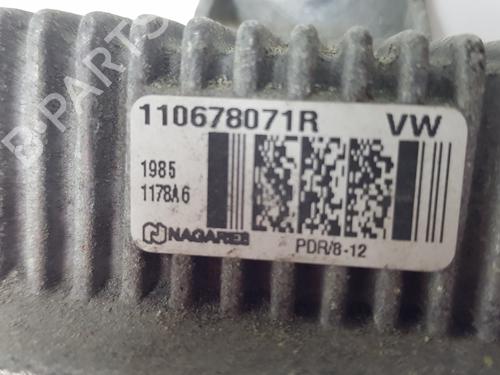 110678071R VW
1985
1178A6
NAGARES
PDR/8-12
B-PARTS